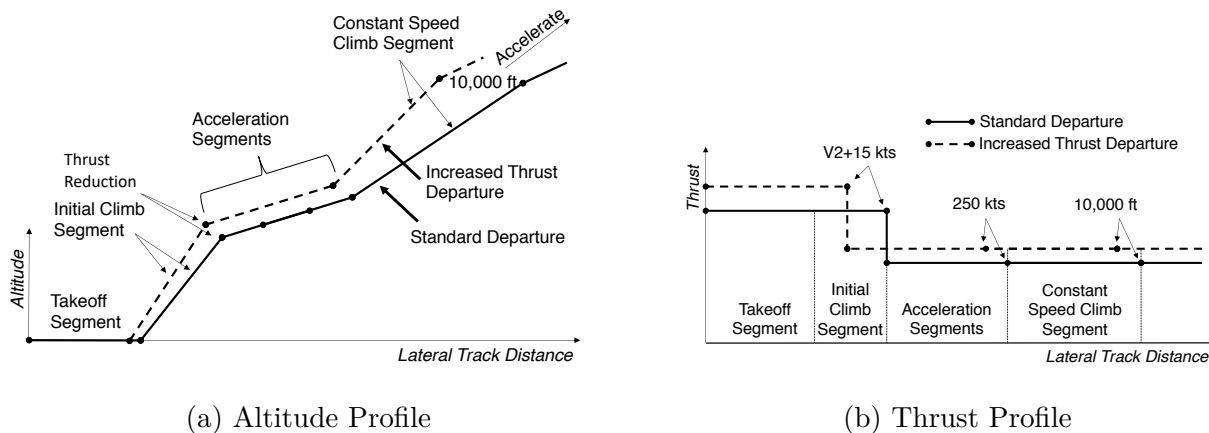 Constant Speed
Climb Segment
Accelerate
10,000 ft
Acceleration
Segments
Thrust
Reduction
Initial Climb
Segment
Increased Thrust
Departure
Standard Departure
Altitude
Takeoff
Segment
Lateral Track Distance
(a) Altitude Profile
Standard Departure
Increased Thrust Departure
V2+15 kts
Thrust
250 kts
10,000 ft
Takeoff
Segment
Initial
Climb
Segment
Acceleration
Segments
Constant
Speed Climb
Segment
Lateral Track Distance
(b) Thrust Profile